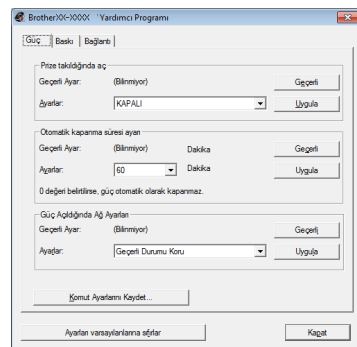 BrotherXX-XXXX `Yardımcı Programı
Güç Baskı Bağlantı
Prize takıldığında aç
Geçerli Ayar: (Bilinmiyor) Geçerli
Ayarlar: KAPALI Uygula
Otomatik kapanma süresi ayarı
Geçerli Ayar: (Bilinmiyor) Dakika Geçerli
Ayarlar: 60 Dakika Uygula
0 değeri belirtilirse, güç otomatik olarak kapanmaz.
Güç Açıldığında Ağ Ayarları
Geçerli Ayar: (Bilinmiyor) Geçerli
Ayarlar: Geçerli Durumu Koru Uygula
Komut Ayarlarını Kaydet...
Ayarları varsayılanlarına sıfırlar Kapat